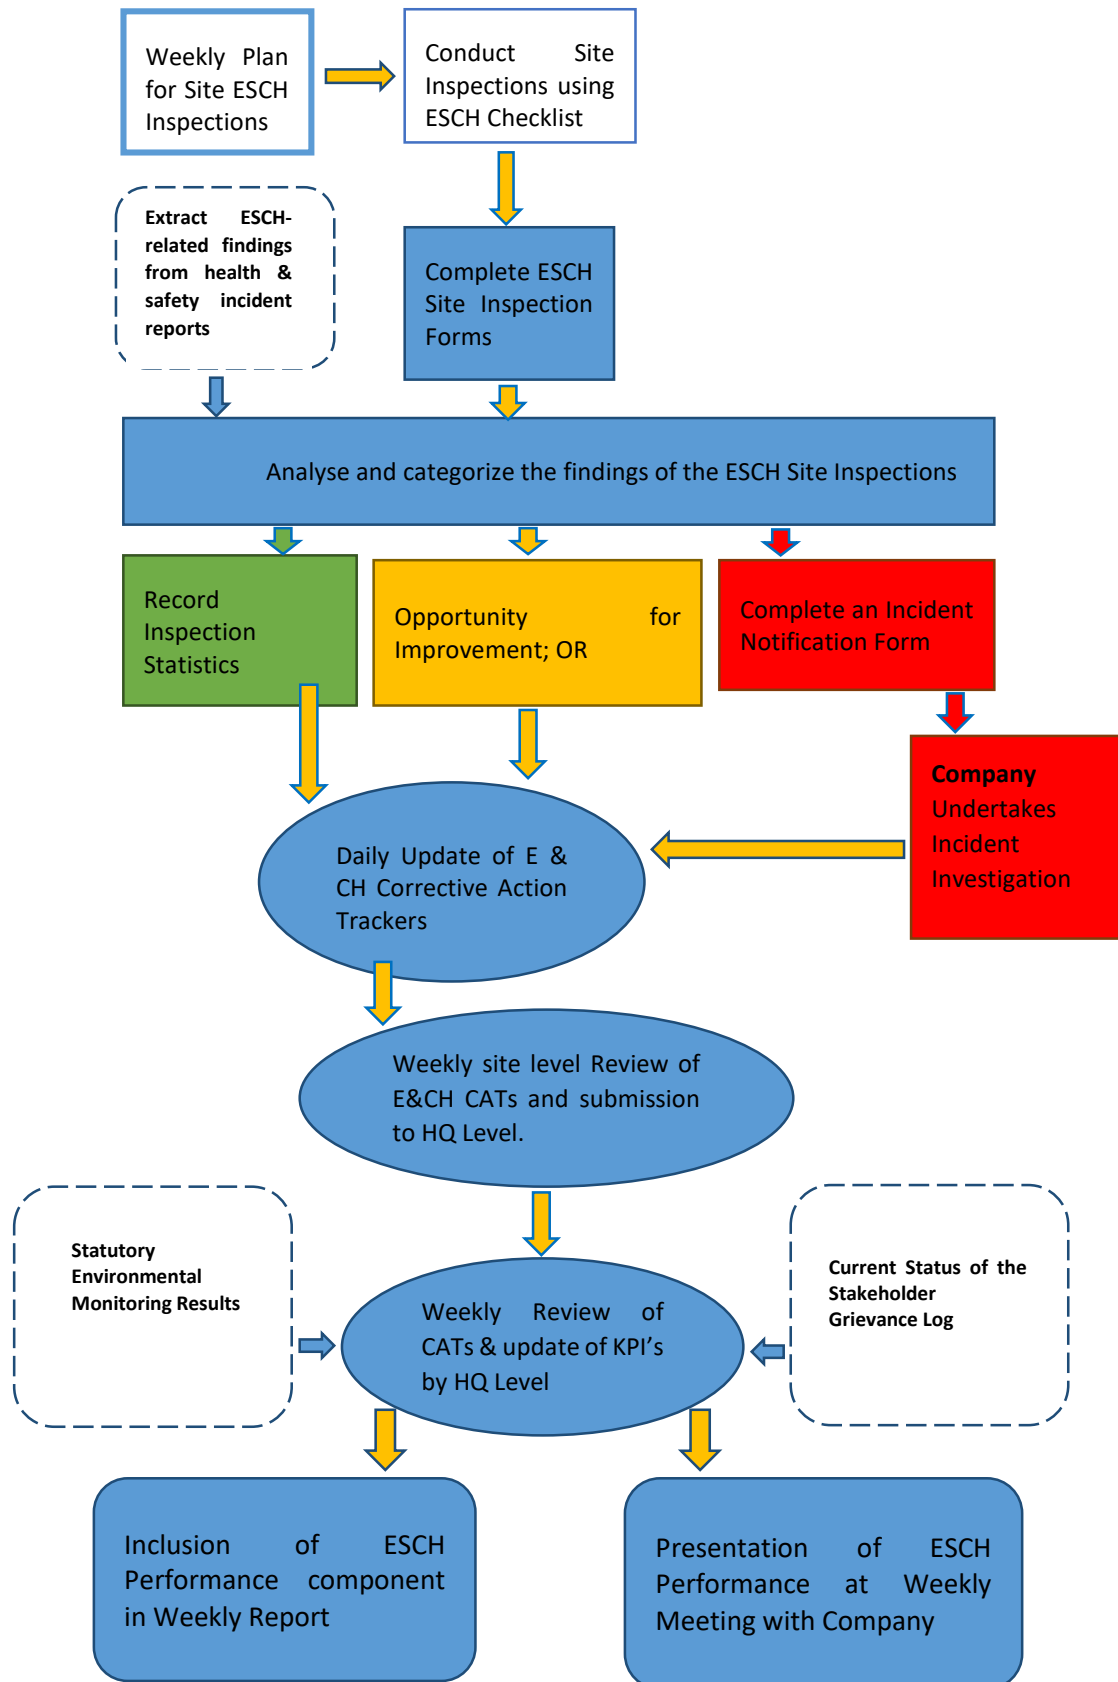 Weekly Plan
for Site ESCH
Inspections
Conduct Site
Inspections using
ESCH Checklist
Extract ESCH-
related findings
from health &
safety incident
reports
Complete ESCH
Site Inspection
Forms
Analyse and categorize the findings of the ESCH Site Inspections
Record
Inspection
Statistics
Opportunity for
Improvement; OR
Complete an Incident
Notification Form
Company
Undertakes
Incident
Investigation
Daily Update of E &
CH Corrective Action
Trackers
Weekly site level Review of
E&CH CATs and submission
to HQ Level.
Statutory
Environmental
Monitoring Results
Current Status of the
Stakeholder
Grievance Log
Weekly Review of
CATs & update of KPI's
by HQ Level
Inclusion of ESCH
Performance component
in Weekly Report
Presentation of ESCH
Performance at Weekly
Meeting with Company